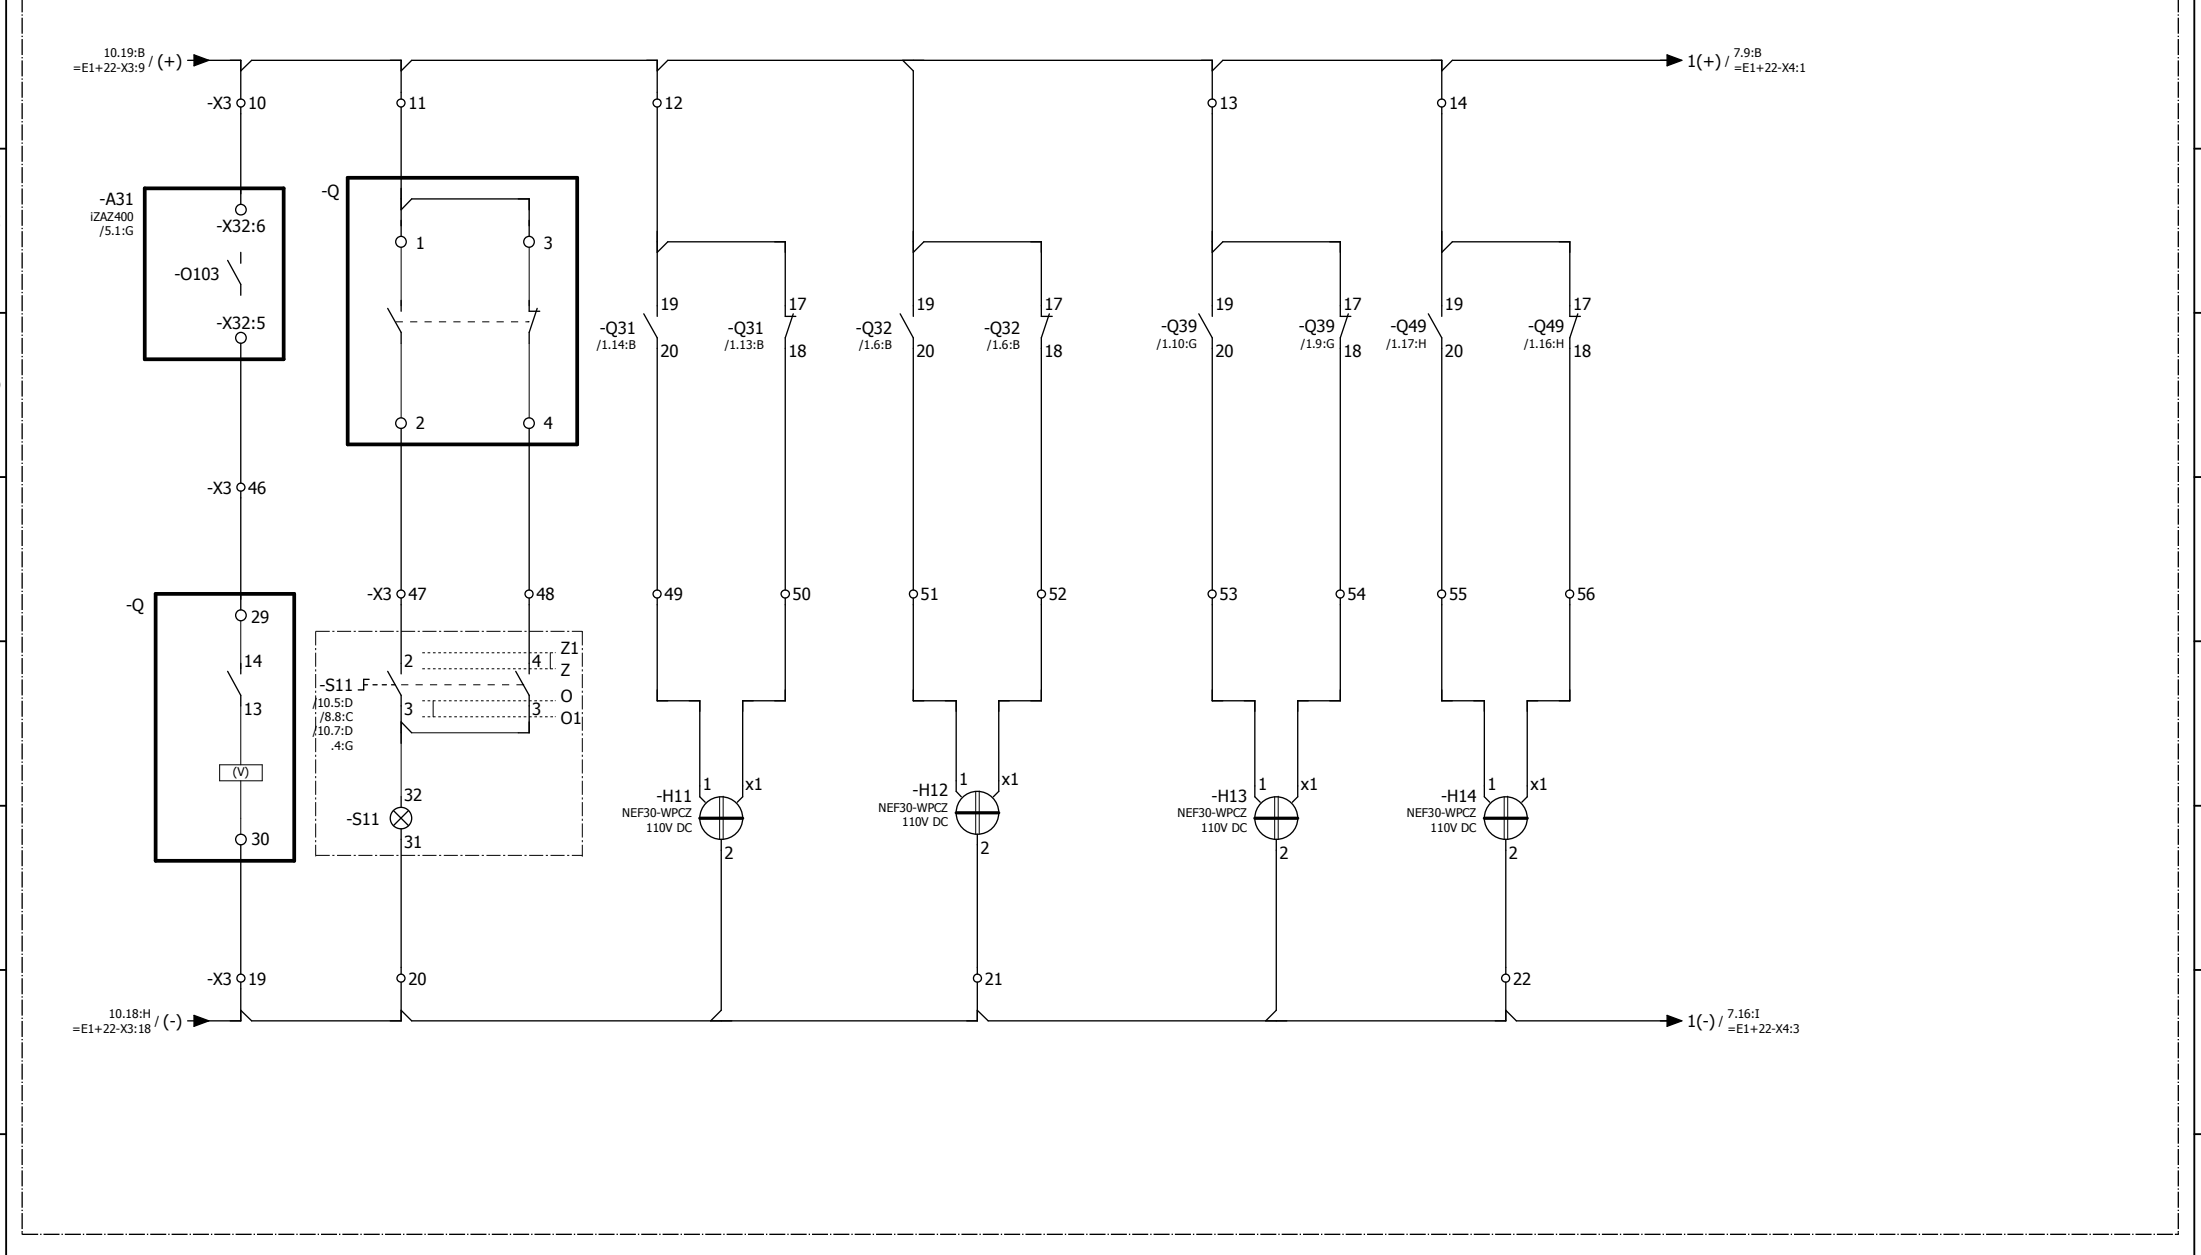 10.19:B
=E1+22-X3:9 / (+)
1(+) / 7.9:B
=E1+22-X4:1
-X3 10
11
12
13
14
-A31
iZAZ400
/5.1:G
-X32:6
-O103
-X32:5
-Q
1
3
2
4
19
-Q31
/1.14:B
20
17
-Q31
/1.13:B
18
19
-Q32
/1.6:B
20
17
-Q32
/1.6:B
18
19
-Q39
/1.10:G
20
17
-Q39
/1.9:G
18
19
-Q49
/1.17:H
20
17
-Q49
/1.16:H
18
-X3 46
-X3 47
48
49
50
51
52
53
54
55
56
-Q
29
14
13
(V)
30
2
4
Z1
Z
-S11
O
/10.5:D
3
3
/8.8:C
O1
/10.7:D
.4:G
32
-S11
31
1
x1
-H11
NEF30-WPCZ
110V DC
2
1
x1
-H12
NEF30-WPCZ
110V DC
2
1
x1
-H13
NEF30-WPCZ
110V DC
2
1
x1
-H14
NEF30-WPCZ
110V DC
2
-X3 19
20
21
22
10.18:H
=E1+22-X3:18 / (-)
1(-) / 7.16:I
=E1+22-X4:3